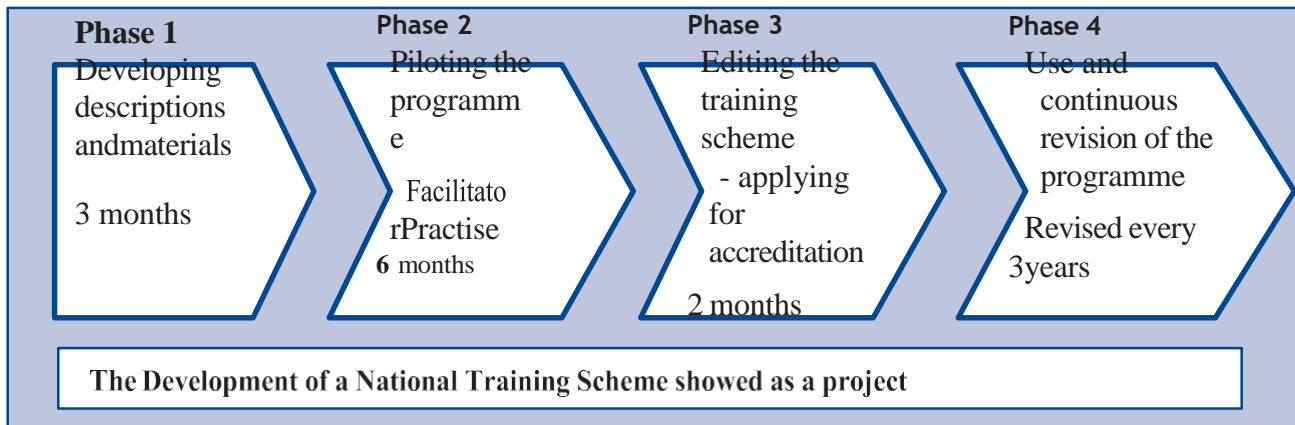 Phase 1
Developing
descriptions
andmaterials
3 months
Phase 2
Piloting the
programm
e
Facilitato
rPractise
6 months
Phase 3
Editing the
training
scheme
- applying
for
accreditation
2 months
Phase 4
Use and
continuous
revision of the
programme
Revised every
3years
The Development of a National Training Scheme showed as a project